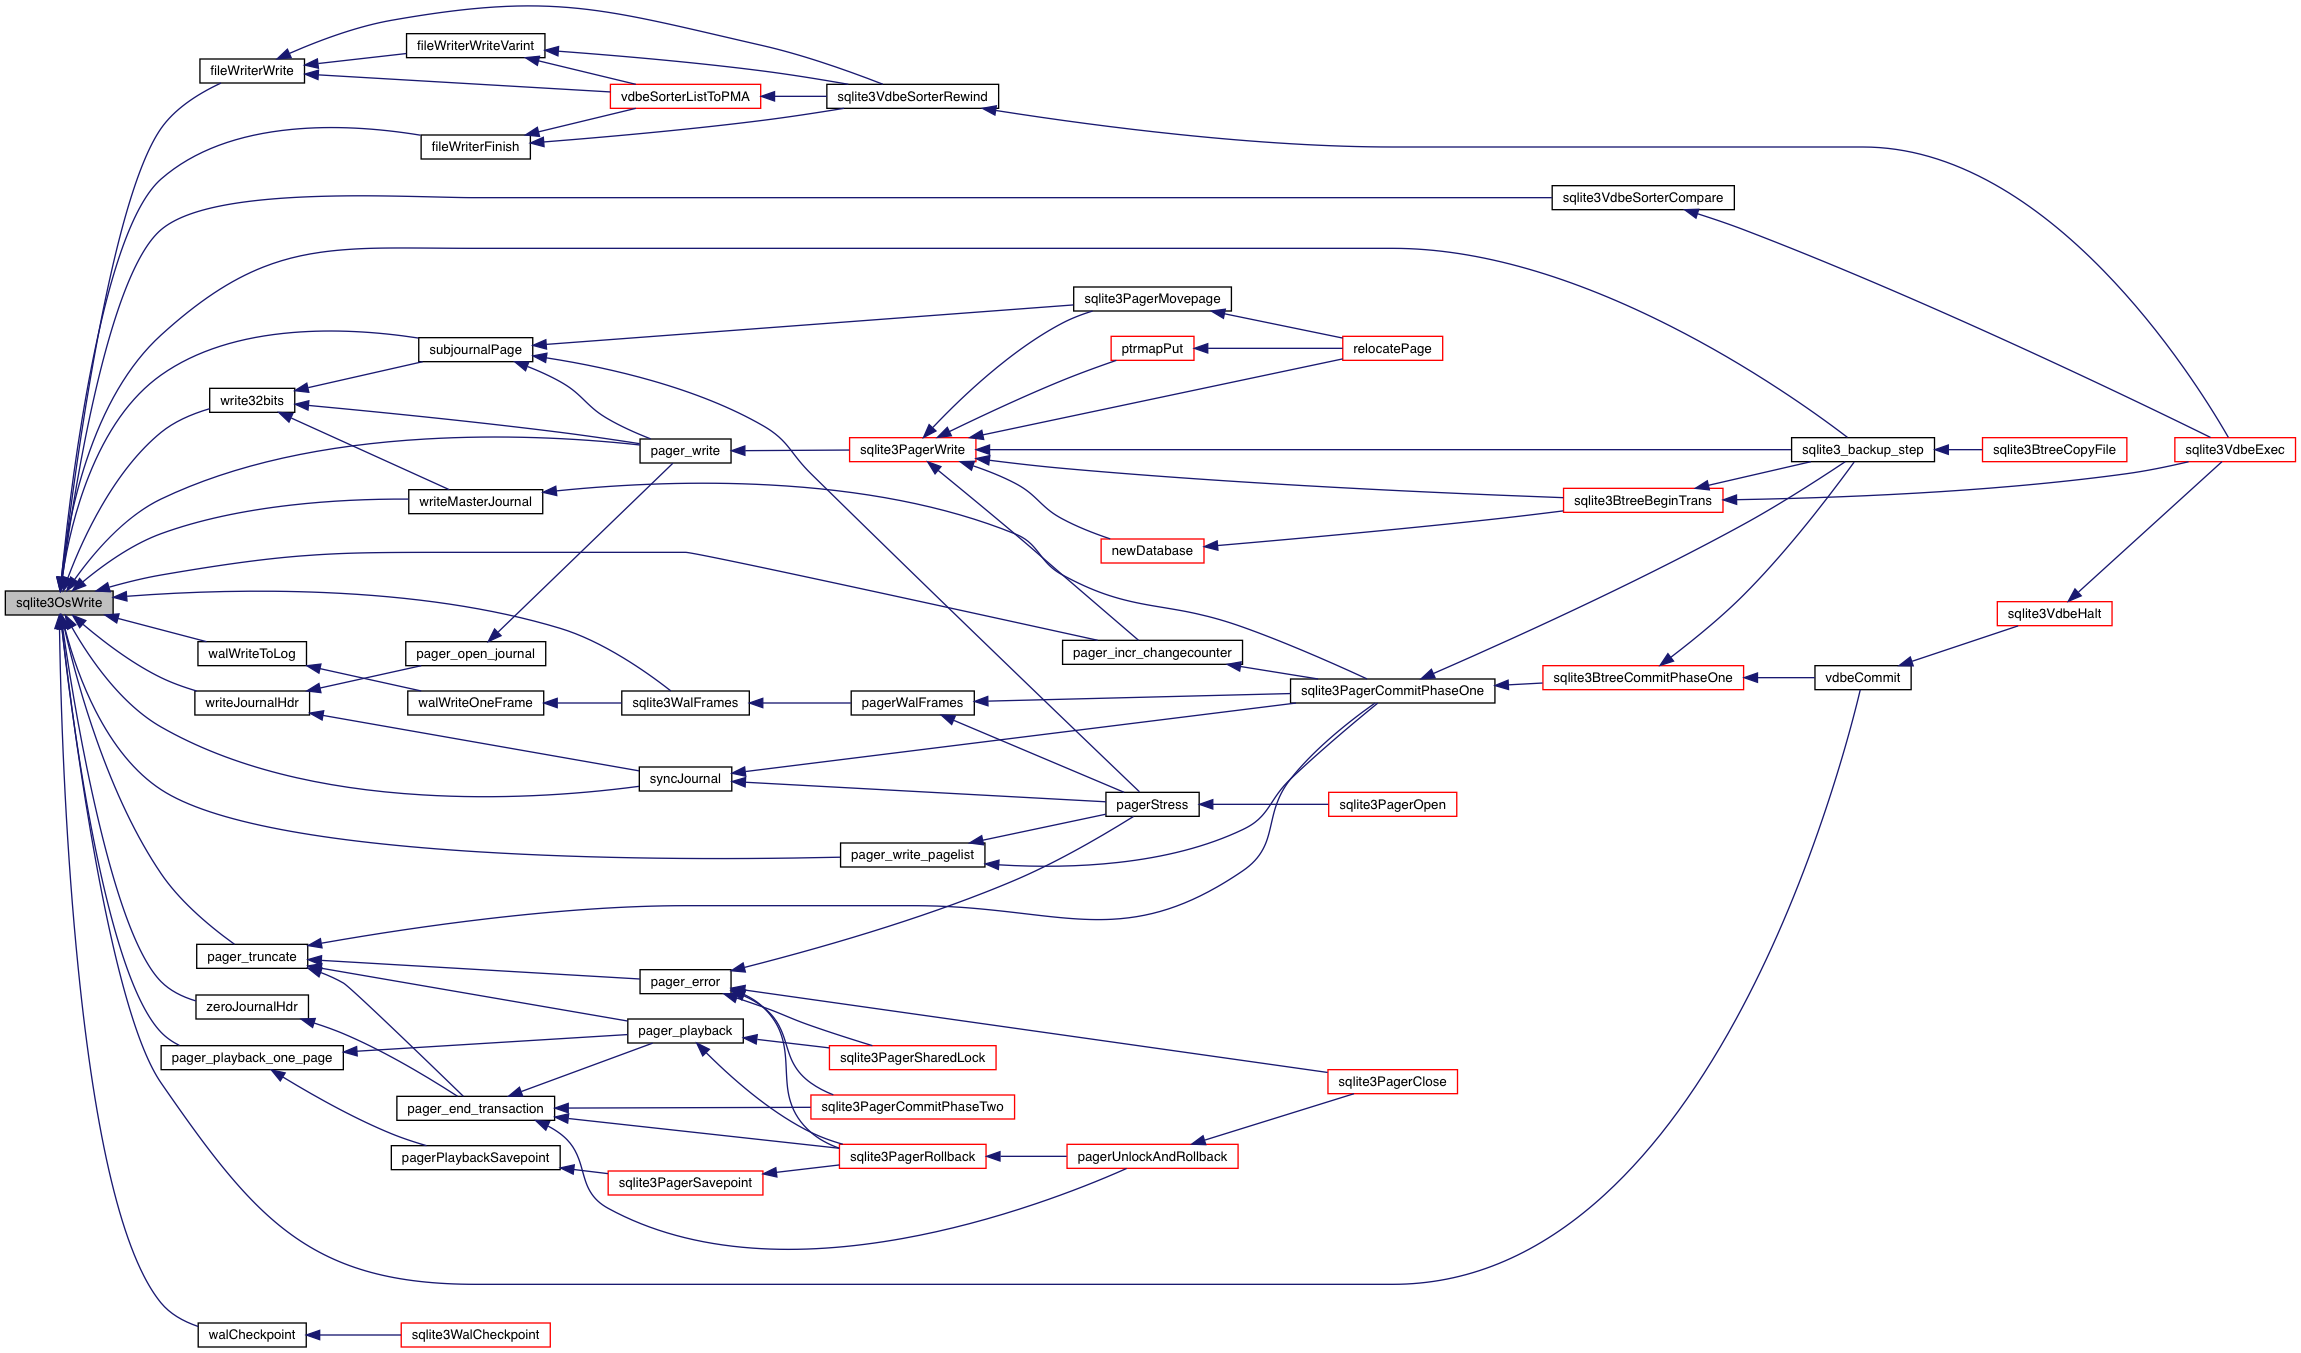 fileWriterWriteVarint
fileWriterWrite
vdbeSorterListToPMA
sqlite3VdbeSorterRewind
fileWriterFinish
sqlite3VdbeSorterCompare
sqlite3PagerMovepage
subjournalPage
ptrmapPut
relocatePage
write32bits
pager_write
sqlite3PagerWrite
sqlite3_backup_step
sqlite3BtreeCopyFile
sqlite3VdbeExec
writeMasterJournal
sqlite3BtreeBeginTrans
newDatabase
sqlite3OsWrite
sqlite3VdbeHalt
walWriteToLog
pager_open_journal
pager_incr_changecounter
sqlite3BtreeCommitPhaseOne
vdbeCommit
sqlite3PagerCommitPhaseOne
writeJournalHdr
walWriteOneFrame
sqlite3WalFrames
pagerWalFrames
syncJournal
pagerStress
sqlite3PagerOpen
pager_write_pagelist
pager_truncate
pager_error
zeroJournalHdr
pager_playback
pager_playback_one_page
sqlite3PagerSharedLock
sqlite3PagerClose
pager_end_transaction
sqlite3PagerCommitPhaseTwo
pagerPlaybackSavepoint
sqlite3PagerRollback
pagerUnlockAndRollback
sqlite3PagerSavepoint
walCheckpoint
sqlite3WalCheckpoint